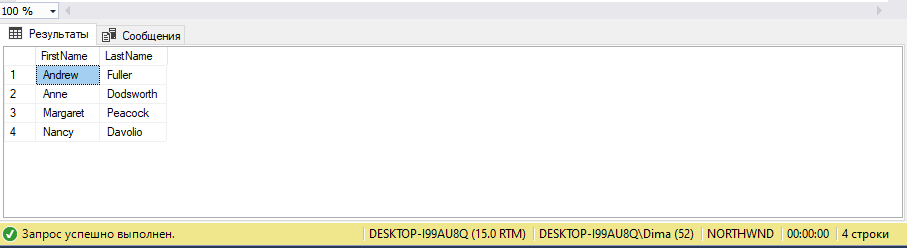 100 %
Результаты Сообщения
FirstName LastName
1 Andrew Fuller
2 Anne Dodsworth
3 Margaret Peacock
4 Nancy Davolio
Запрос успешно выполнен. DESKTOP-I99AU8Q (15.0 RTM) DESKTOP-I99AU8Q\Dima (52) NORTHWND 00:00:00 4 строки